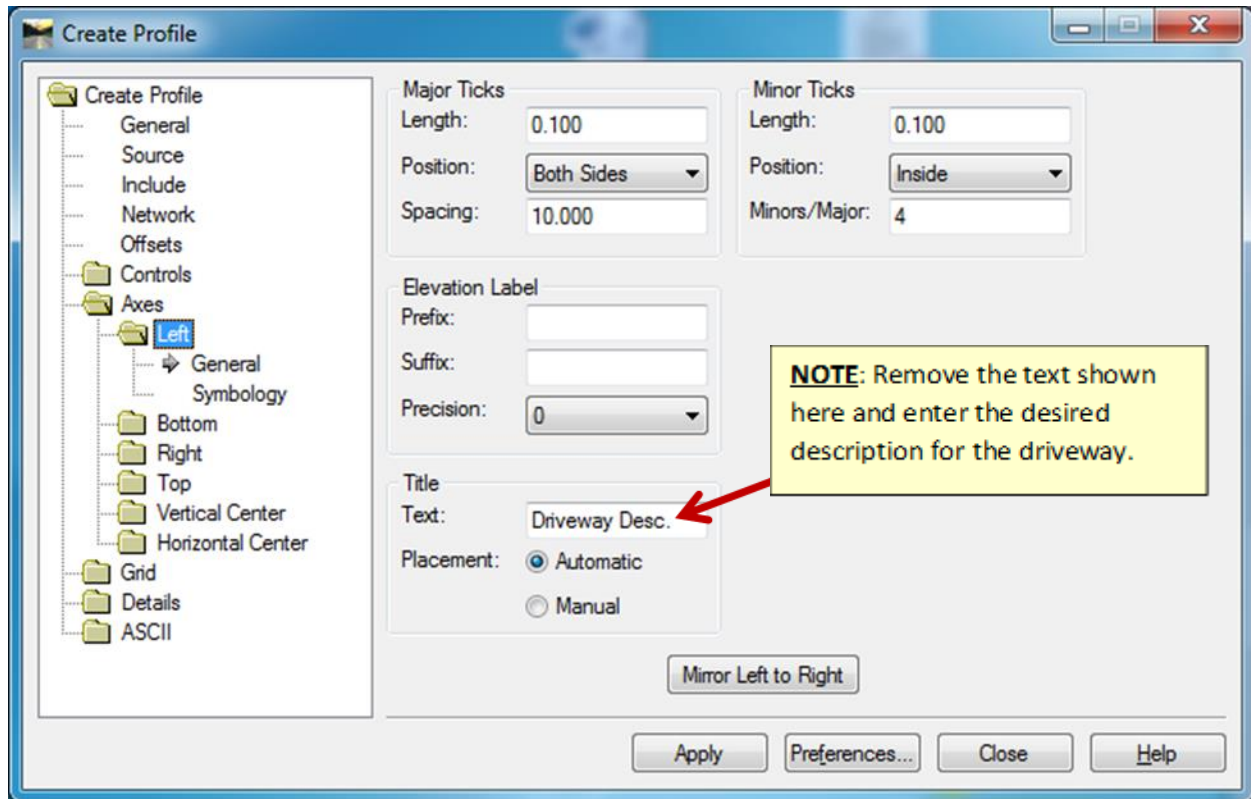 Create Profile
Create Profile
General
Source
Include
Network
Offsets
Controls
Axes
Left
General
Symbology
Bottom
Right
Top
Vertical Center
Horizontal Center
Grid
Details
ASCII
Major Ticks
Length: 0.100
Position: Both Sides
Spacing: 10.000
Minor Ticks
Length: 0.100
Position: Inside
Minors/Major: 4
Elevation Label
Prefix:
Suffix:
Precision: 0
Title
Text: Driveway Desc.
Placement: Automatic
Manual
NOTE: Remove the text shown
here and enter the desired
description for the driveway.
Mirror Left to Right
Apply Preferences... Close Help